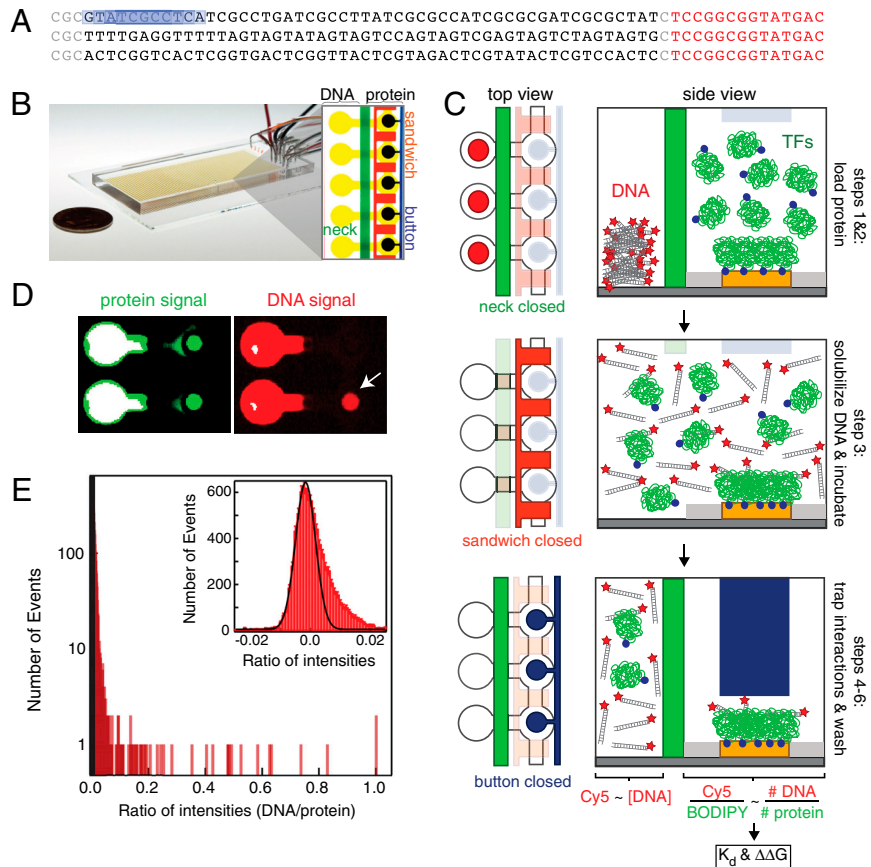 A
CGCGTATCGCCTCATCGCCTGATCGCCTTATCGCGCCATCGCGCGATCGCGCTATCTCCGGCGGTATGAC
CGCTTTTGAGGTTTTTAGTAGTATAGTAGTCCAGTAGTCGAGTAGTCTAGTAGTTACTCTCCGGCGGTATGAC
CGCACTCGGTCACTCGGTGACTCGGTTACTCGTAGACTCGTATACTCGTCCACTCCTCCGGCGGTATGAC
B
DNA protein
sandwich
button
neck
C
top view side view
DNA
TFs
neck closed
steps 1&2:
load protein
sandwich closed
step 3:
solubilize DNA & incubate
button closed
steps 4-6:
trap interactions & wash
Cy5 ~ [DNA]
Cy5 ~ # DNA
BODIPY # protein
Kd & ΔΔG
D
protein signal DNA signal
E
Number of Events
100
10
1
0.0 0.2 0.4 0.6 0.8 1.0
Ratio of intensities (DNA/protein)
Number of Events
600
400
200
0
-0.02 0.0 0.02
Ratio of intensities